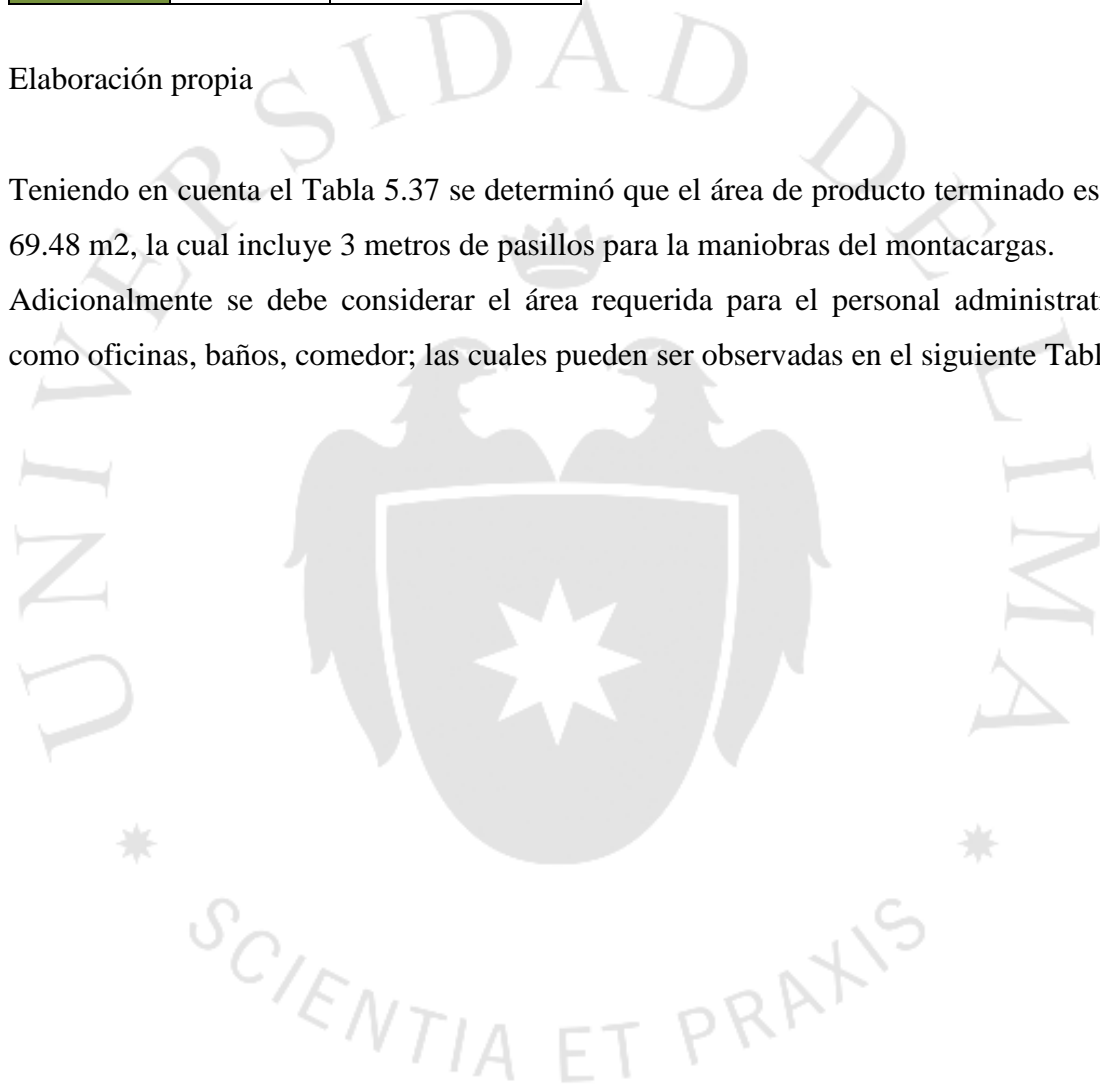 Elaboración propia
UNIVERSIDAD DE LIMA
Teniendo en cuenta el Tabla 5.37 se determinó que el área de producto terminado es
69.48 m2, la cual incluye 3 metros de pasillos para la maniobras del montacargas.
Adicionalmente se debe considerar el área requerida para el personal
como oficinas, baños, comedor; las cuales pueden ser observadas en el siguiente
SCIENTIA ET PRAXIS